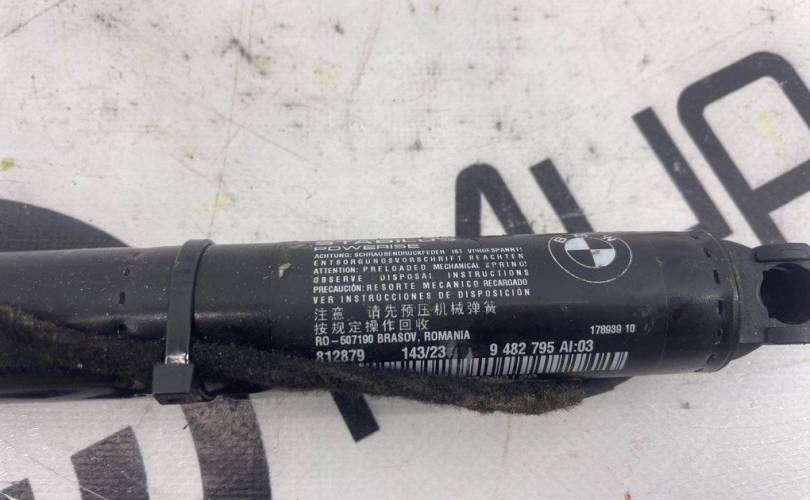 STABILUS
POWERISE
ACHTUNG: SCHRAUBENDRUCKFEDER IST VORGESPANNT!
ENTSORGUNGSVORSCHRIFT BEACHTEN
ATTENTION: PRELOADED MECHANICAL SPRING!
OBSERVE DISPOSAL INSTRUCTIONS
PRECAUCIÓN: RESORTE MECANICO RECARGADO
VER INSTRUCCIONES DE DISPOSICIÓN
注意 请先预压机械弹簧
按规定操作回收
RO-507190 BRASOV, ROMANIA
178939 10
812879 143/23 9 482 795 AI:03
BMW